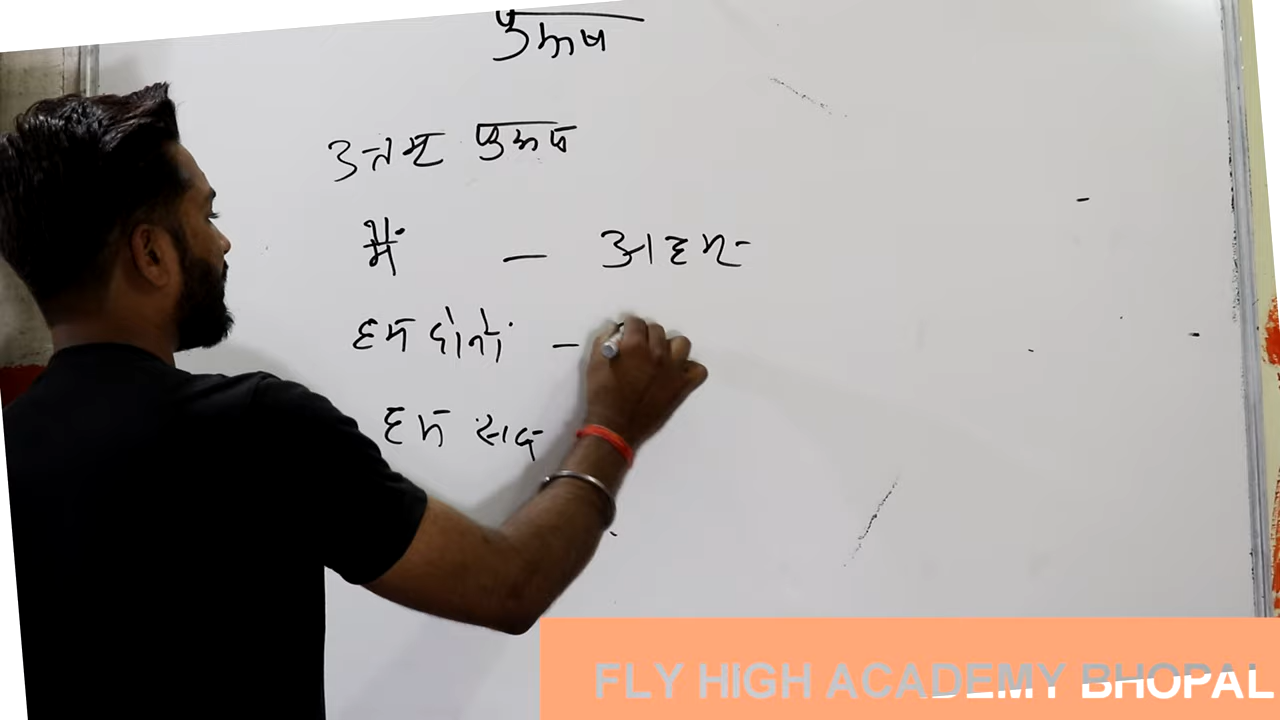 पुरूष
उत्तम पुरूष
मैं — अहम्
हम दोनों —
हम सब
FLY HIGH ACADEMY BHOPAL